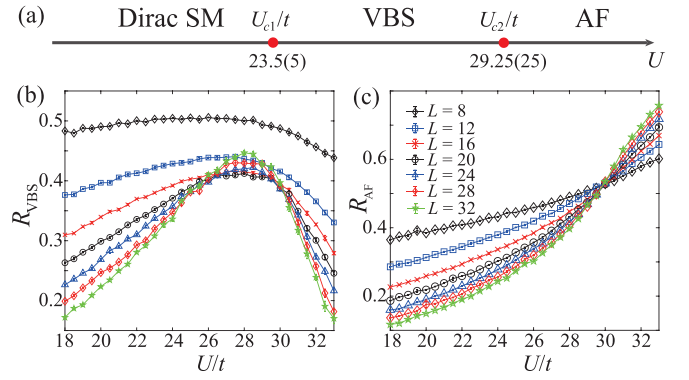 (a) Dirac SM U_{c1}/t VBS U_{c2}/t AF
23.5(5) 29.25(25) U
(b)
0.5
0.4
0.3
0.2
R_{VBS}
18 20 22 24 26 28 30 32
U/t
(c)
L = 8
L = 12
L = 16
L = 20
L = 24
L = 28
L = 32
0.6
0.4
0.2
R_{AF}
18 20 22 24 26 28 30 32
U/t